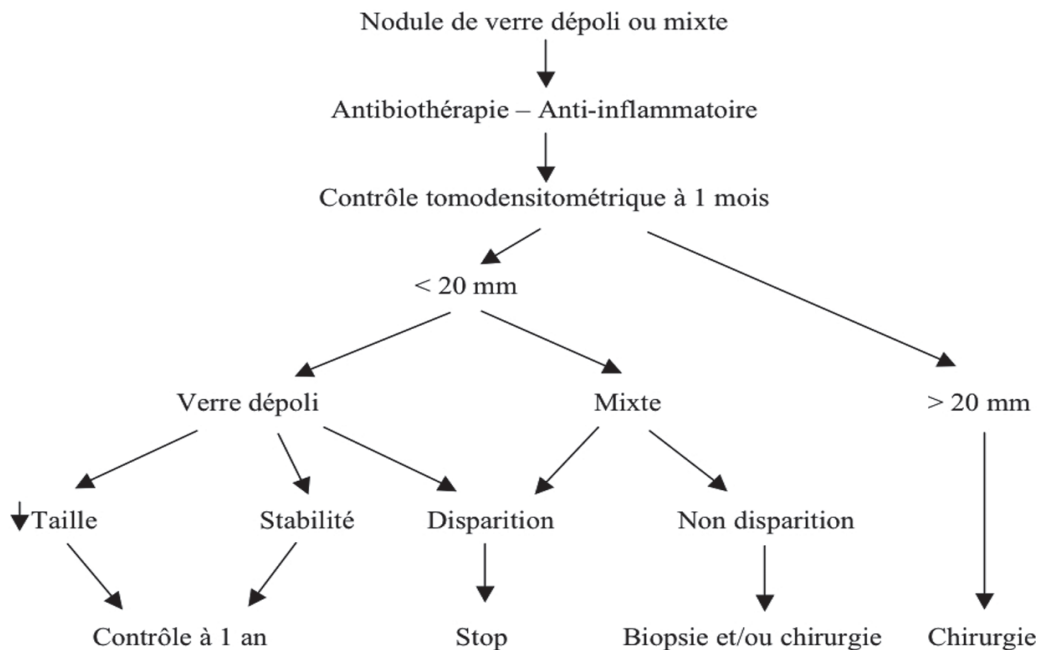 Nodule de verre dépoli ou mixte
Antibiothérapie – Anti-inflammatoire
Contrôle tomodensitométrique à 1 mois
< 20 mm
Verre dépoli
Mixte
> 20 mm
Taille
Stabilité
Disparition
Non disparition
Contrôle à 1 an
Stop
Biopsie et/ou chirurgie
Chirurgie